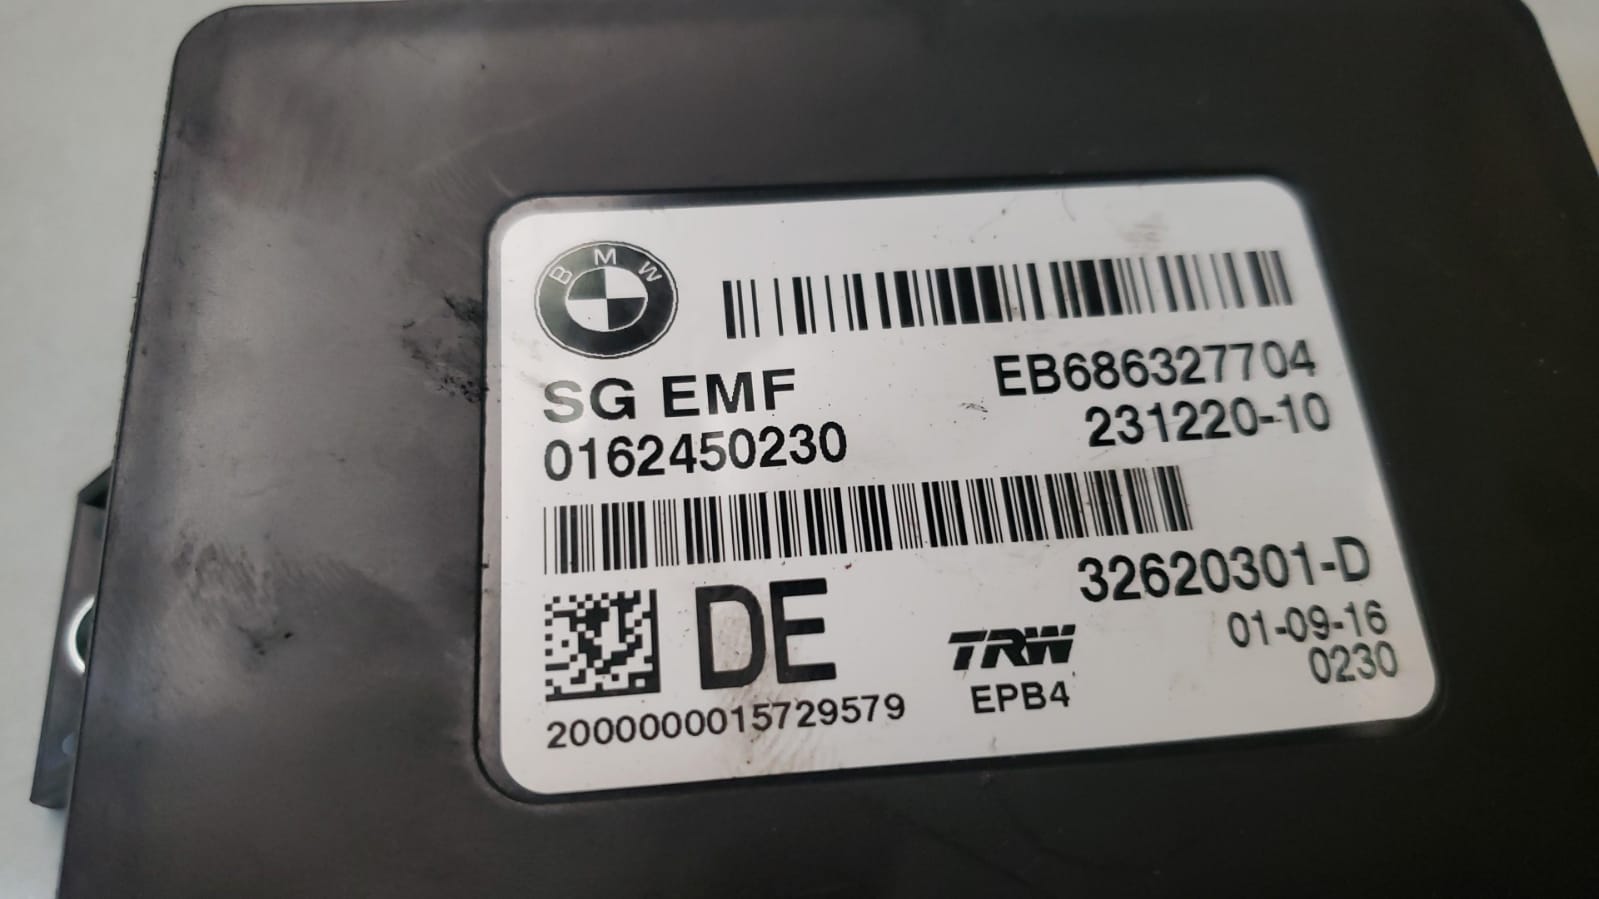 BMW
SG EMF
EB686327704
0162450230
231220-10
32620301-D
DE
TRW
01-09-16
EPB4
0230
2000000015729579